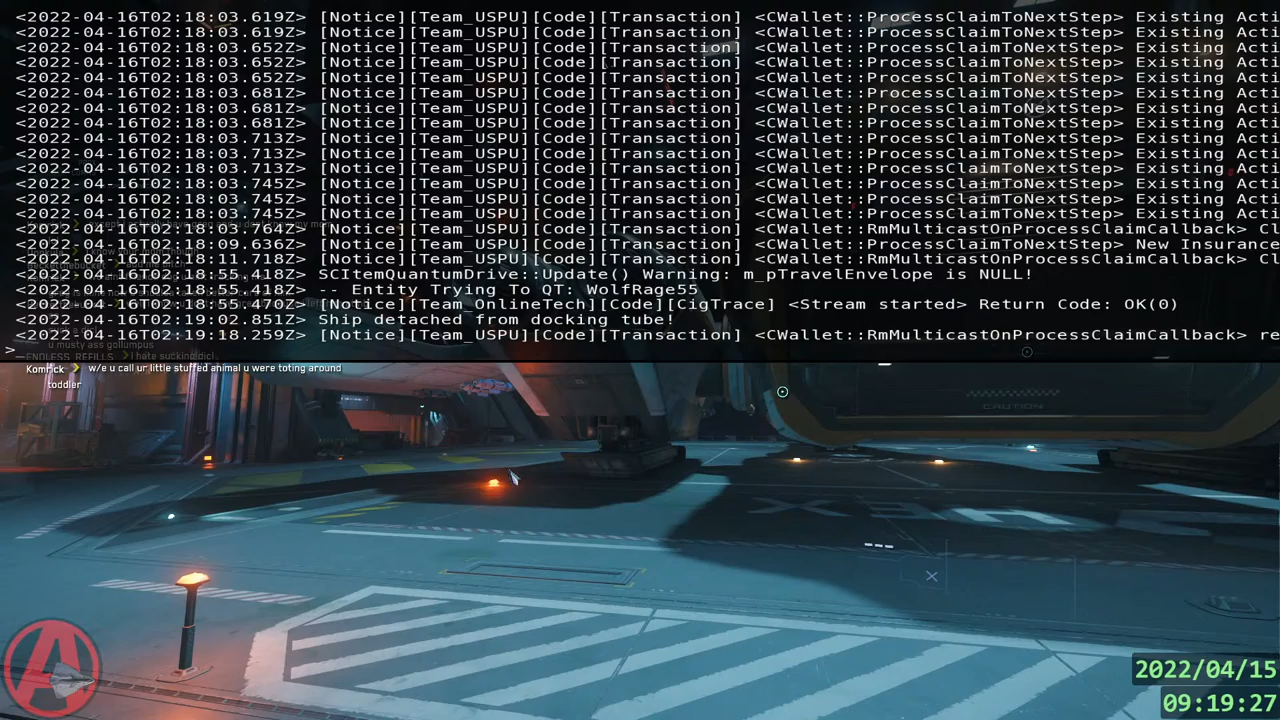 <2022-04-16T02:18:03.619Z> [Notice][Team_USPU][Code][Transaction] <CWallet::ProcessClaimToNextStep> Existing Acti
<2022-04-16T02:18:03.619Z> [Notice][Team_USPU][Code][Transaction] <CWallet::ProcessClaimToNextStep> Existing Acti
<2022-04-16T02:18:03.652Z> [Notice][Team_USPU][Code][Transaction] <CWallet::ProcessClaimToNextStep> Existing Acti
<2022-04-16T02:18:03.652Z> [Notice][Team_USPU][Code][Transaction] <CWallet::ProcessClaimToNextStep> Existing Acti
<2022-04-16T02:18:03.652Z> [Notice][Team_USPU][Code][Transaction] <CWallet::ProcessClaimToNextStep> Existing Acti
<2022-04-16T02:18:03.681Z> [Notice][Team_USPU][Code][Transaction] <CWallet::ProcessClaimToNextStep> Existing Acti
<2022-04-16T02:18:03.681Z> [Notice][Team_USPU][Code][Transaction] <CWallet::ProcessClaimToNextStep> Existing Acti
<2022-04-16T02:18:03.681Z> [Notice][Team_USPU][Code][Transaction] <CWallet::ProcessClaimToNextStep> Existing Acti
<2022-04-16T02:18:03.713Z> [Notice][Team_USPU][Code][Transaction] <CWallet::ProcessClaimToNextStep> Existing Acti
<2022-04-16T02:18:03.713Z> [Notice][Team_USPU][Code][Transaction] <CWallet::ProcessClaimToNextStep> Existing Acti
<2022-04-16T02:18:03.713Z> [Notice][Team_USPU][Code][Transaction] <CWallet::ProcessClaimToNextStep> Existing Acti
<2022-04-16T02:18:03.745Z> [Notice][Team_USPU][Code][Transaction] <CWallet::ProcessClaimToNextStep> Existing Acti
<2022-04-16T02:18:03.745Z> [Notice][Team_USPU][Code][Transaction] <CWallet::ProcessClaimToNextStep> Existing Acti
<2022-04-16T02:18:03.745Z> [Notice][Team_USPU][Code][Transaction] <CWallet::ProcessClaimToNextStep> Existing Acti
<2022-04-16T02:18:03.764Z> [Notice][Team_USPU][Code][Transaction] <CWallet::RmMulticastOnProcessClaimCallback> Cl
<2022-04-16T02:18:09.636Z> [Notice][Team_USPU][Code][Transaction] <CWallet::ProcessClaimToNextStep> New Insurance
<2022-04-16T02:18:11.718Z> [Notice][Team_USPU][Code][Transaction] <CWallet::RmMulticastOnProcessClaimCallback> Cl
<2022-04-16T02:18:55.418Z> SCItemQuantumDrive::Update() Warning: m_pTravelEnvelope is NULL!
<2022-04-16T02:18:55.418Z> -- Entity Trying To QT: WolfRage55
<2022-04-16T02:18:55.501Z> [Notice][Team_OnlineTech][Code][CigTrace] <Stream started> Return Code: OK(0)
<2022-04-16T02:19:02.851Z> Ship detached from docking tube!
<2022-04-16T02:19:18.259Z> [Notice][Team_USPU][Code][Transaction] <CWallet::RmMulticastOnProcessClaimCallback> re
u musty ass gollumpus
>
ENDLESS_REFILLS > I hate sucking dicl
Komrick > w/e u call ur little stuffed animal u were toting around
toddler
CAUTION
2022/04/15
09:19:27